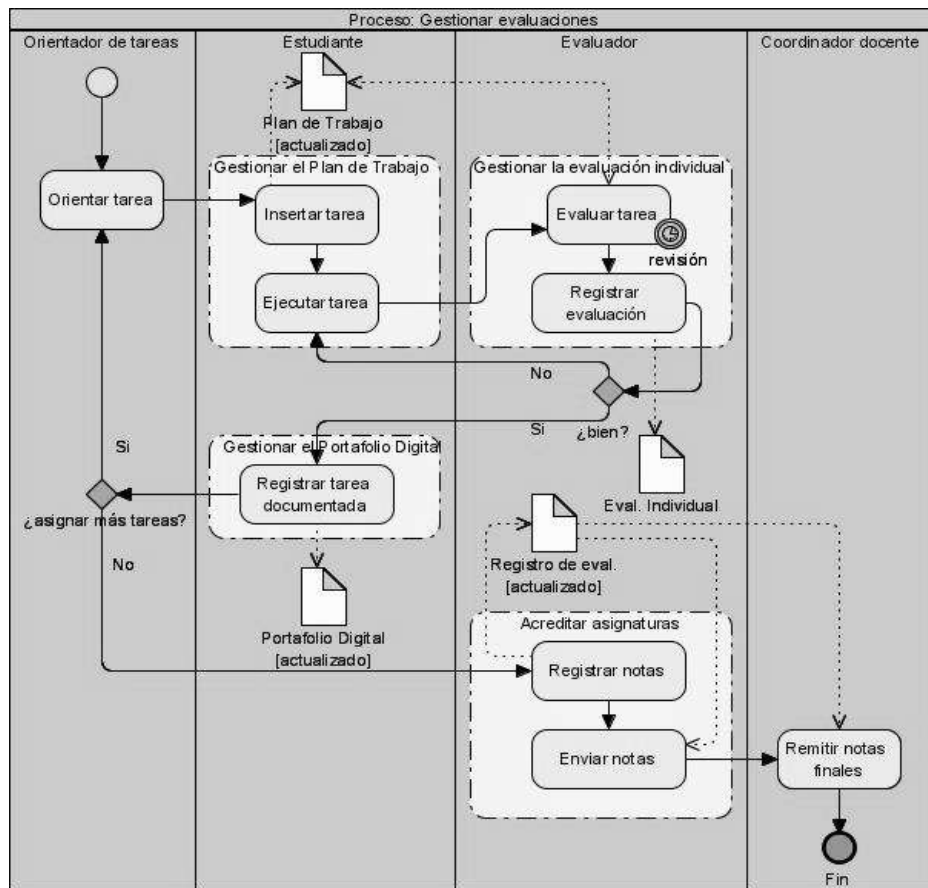 Proceso: Gestionar evaluaciones
Orientador de tareas
Estudiante
Evaluador
Coordinador docente
Plan de Trabajo
[actualizado]
Gestionar el Plan de Trabajo
Gestionar la evaluación individual
Orientar tarea
Insertar tarea
Evaluar tarea
revisión
Ejecutar tarea
Registrar
evaluación
No
Si
¿bien?
Si
Gestionar el Portafolio Digital
Registrar tarea
documentada
¿asignar más tareas?
Eval. Individual
No
Registro de eval.
[actualizado]
Portafolio Digital
[actualizado]
Acreditar asignaturas
Registrar notas
Enviar notas
Remitir notas
finales
Fin